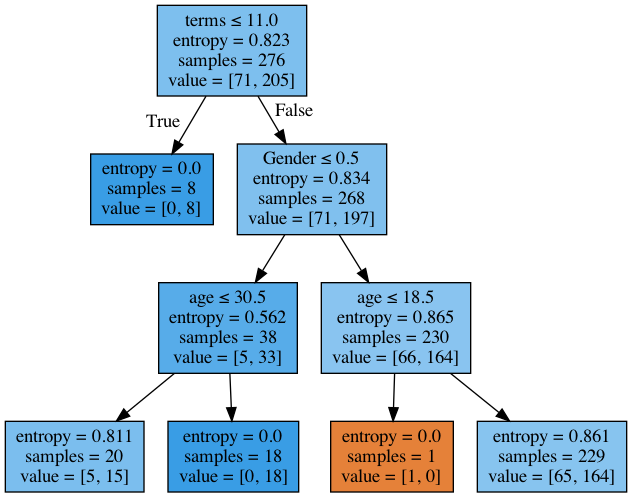 terms ≤ 11.0
entropy = 0.823
samples = 276
value = [71, 205]
True
False
entropy = 0.0
samples = 8
value = [0, 8]
Gender ≤ 0.5
entropy = 0.834
samples = 268
value = [71, 197]
age ≤ 30.5
entropy = 0.562
samples = 38
value = [5, 33]
age ≤ 18.5
entropy = 0.865
samples = 230
value = [66, 164]
entropy = 0.811
samples = 20
value = [5, 15]
entropy = 0.0
samples = 18
value = [0, 18]
entropy = 0.0
samples = 1
value = [1, 0]
entropy = 0.861
samples = 229
value = [65, 164]